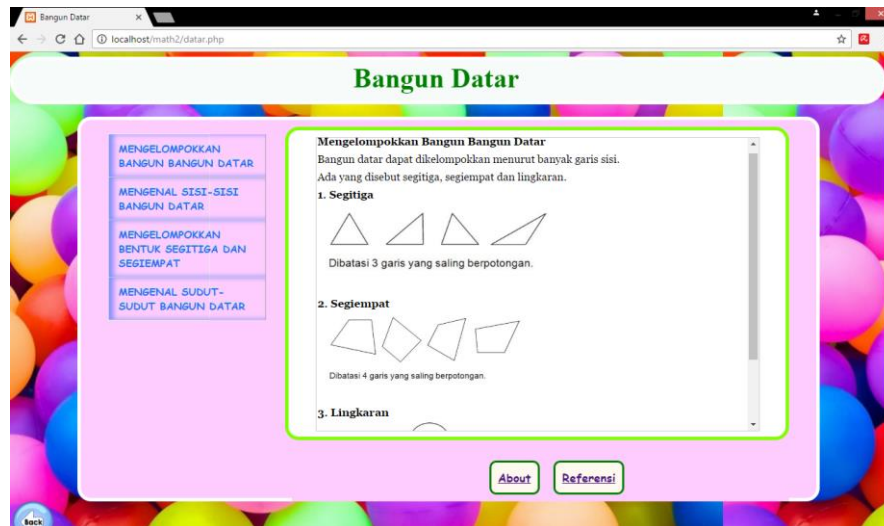 Bangun Datar
localhost/math2/datar.php
Bangun Datar
MENGELOMPOKKAN
BANGUN BANGUN DATAR
MENGENAL SISI-SISI
BANGUN DATAR
MENGELOMPOKKAN
BENTUK SEGITIGA DAN
SEGIEMPAT
MENGENAL SUDUT-
SUDUT BANGUN DATAR
Mengelompokkan Bangun Bangun Datar
Bangun datar dapat dikelompokkan menurut banyak garis sisi.
Ada yang disebut segitiga, segiempat dan lingkaran.
1. Segitiga
Dibatasi 3 garis yang saling berpotongan.
2. Segiempat
Dibatasi 4 garis yang saling berpotongan.
3. Lingkaran
About
Referensi
Back